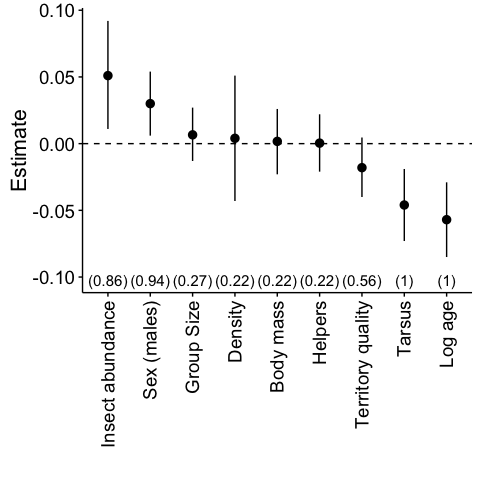 0.10
0.05
0.00
-0.05
-0.10
Estimate
(0.86) (0.94) (0.27) (0.22) (0.22) (0.22) (0.56) (1) (1)
Insect abundance
Sex (males)
Group Size
Density
Body mass
Helpers
Territory quality
Tarsus
Log age